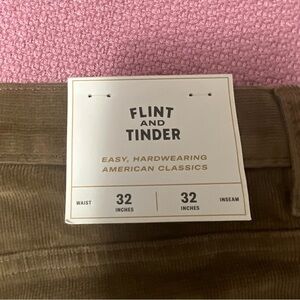 FLINT
AND
TINDER
EASY, HARDWEARING
AMERICAN CLASSICS
WAIST 32 INCHES 32 INCHES INSEAM